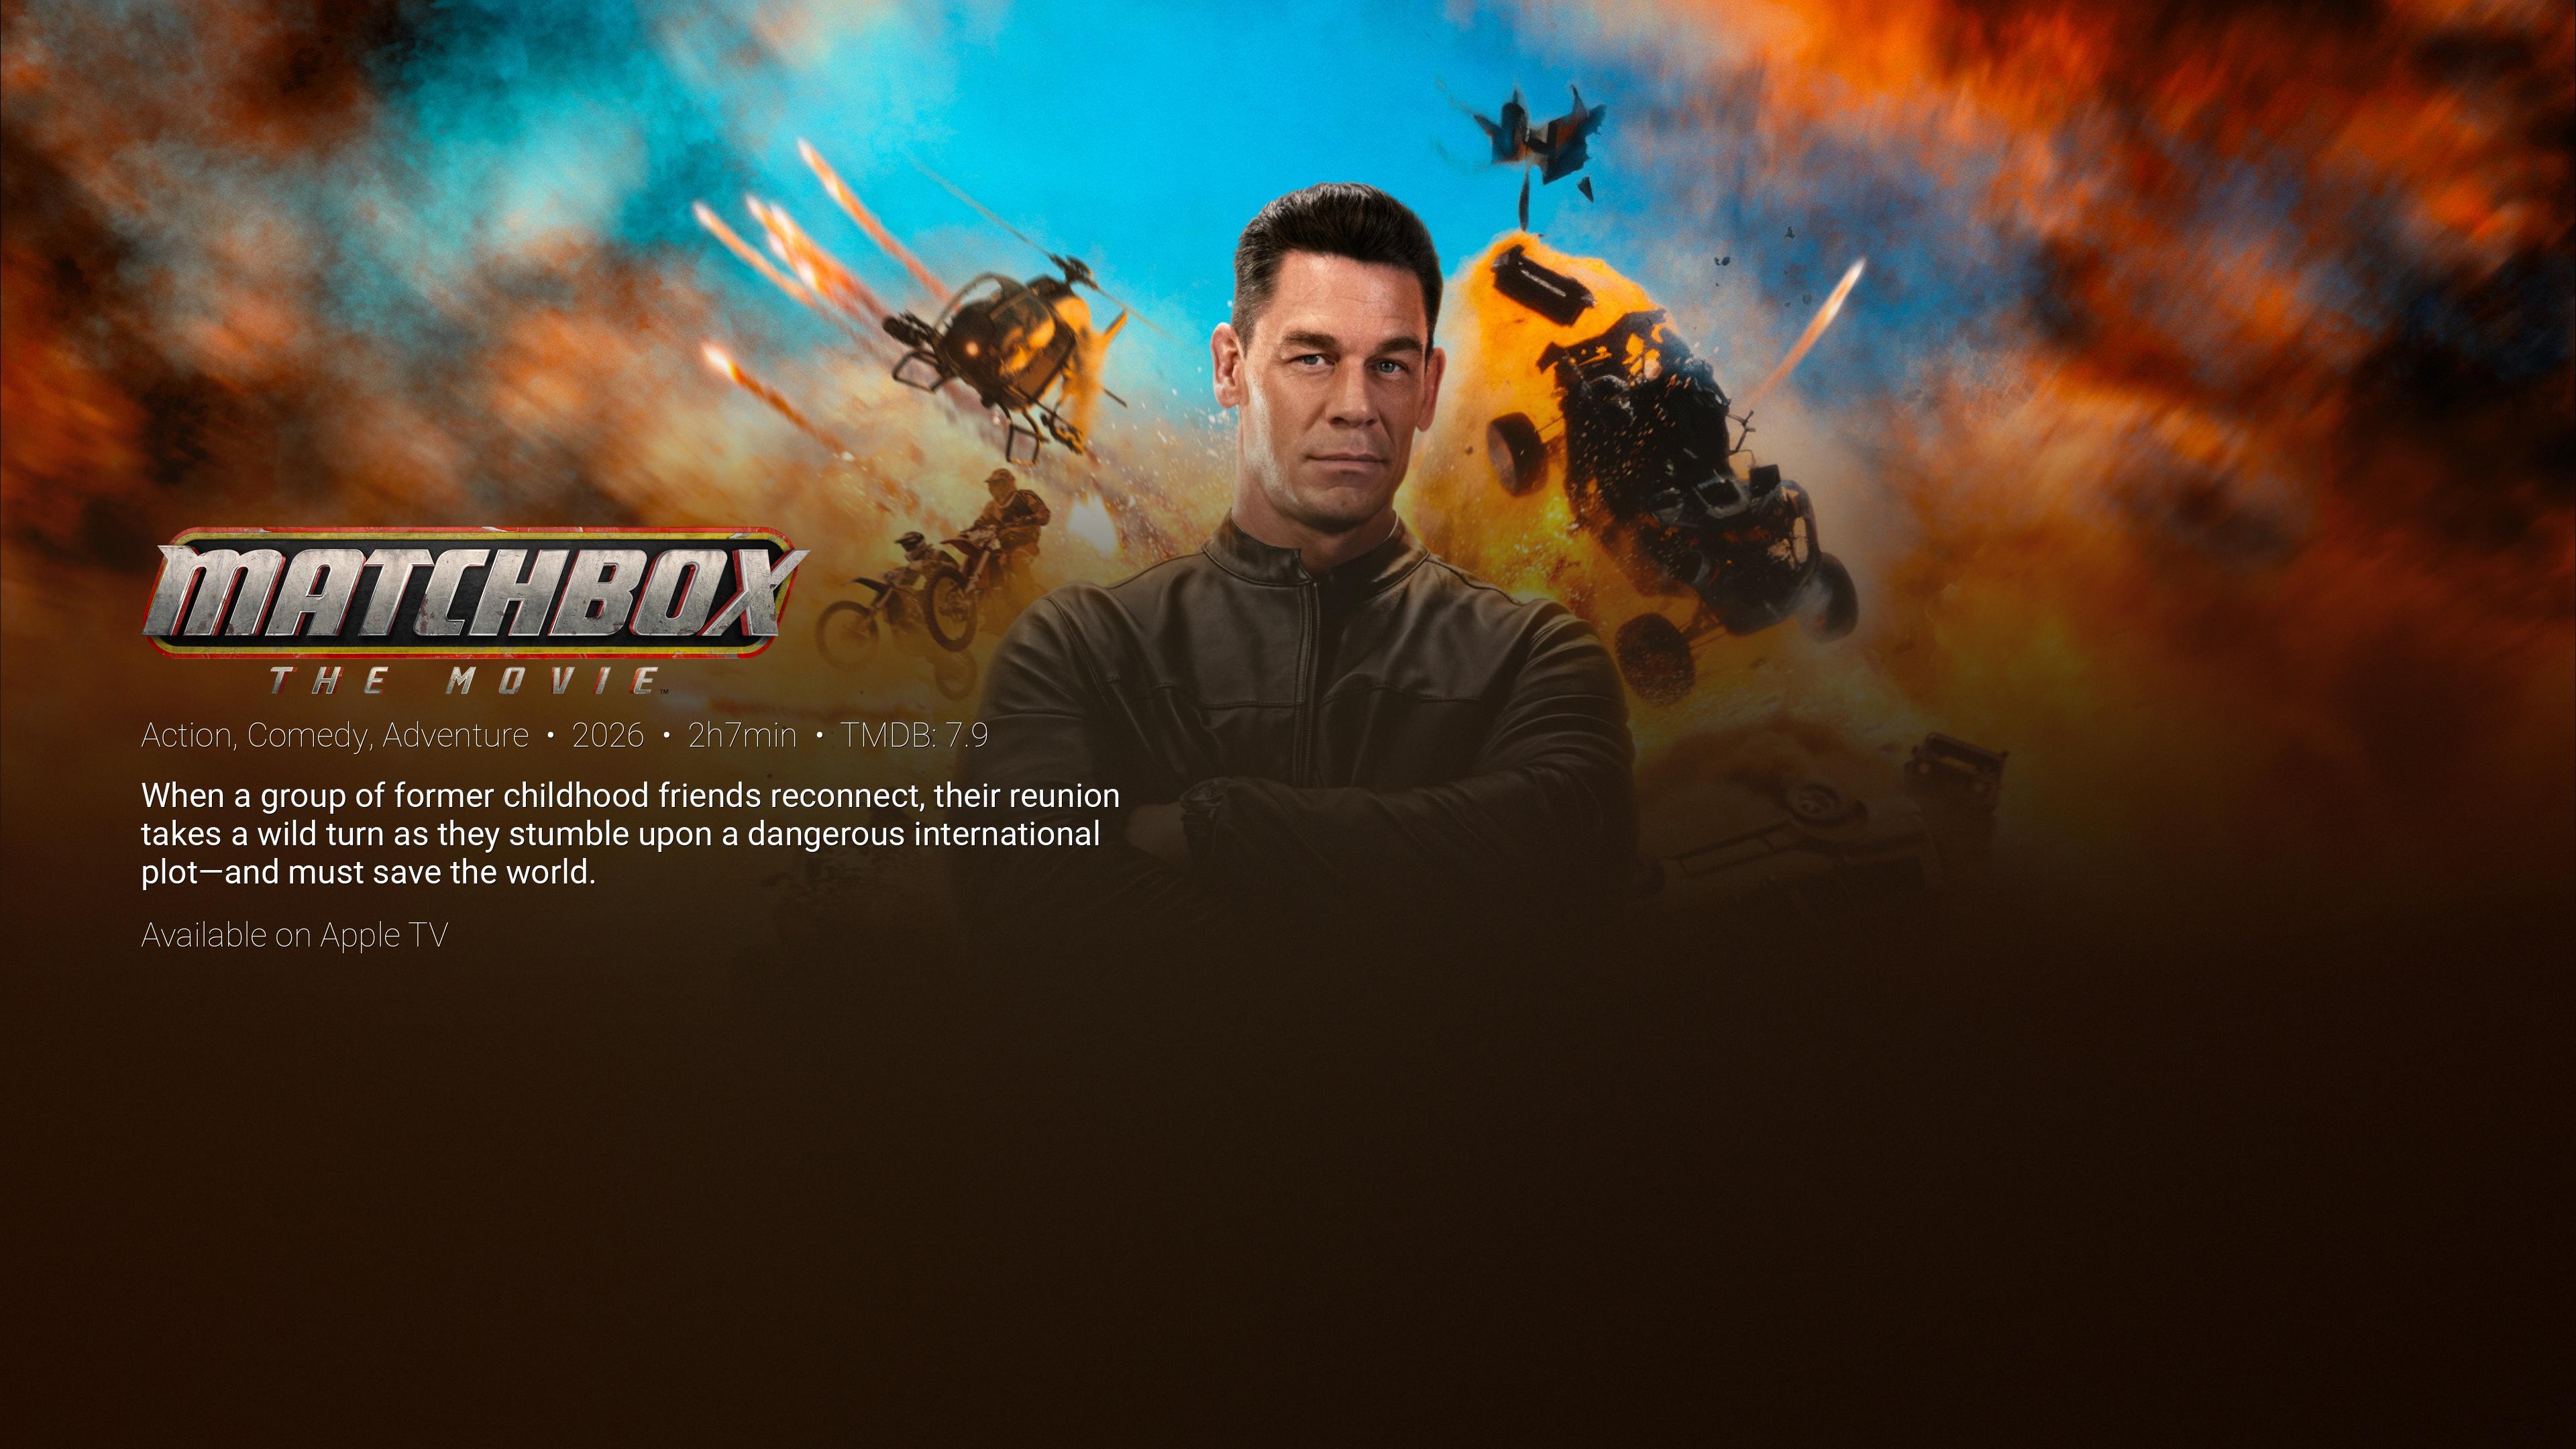 MATCHBOX
THE MOVIE™
Action, Comedy, Adventure • 2026 • 2h7min • TMDB: 7.9
When a group of former childhood friends reconnect, their reunion
takes a wild turn as they stumble upon a dangerous international
plot—and must save the world.
Available on Apple TV